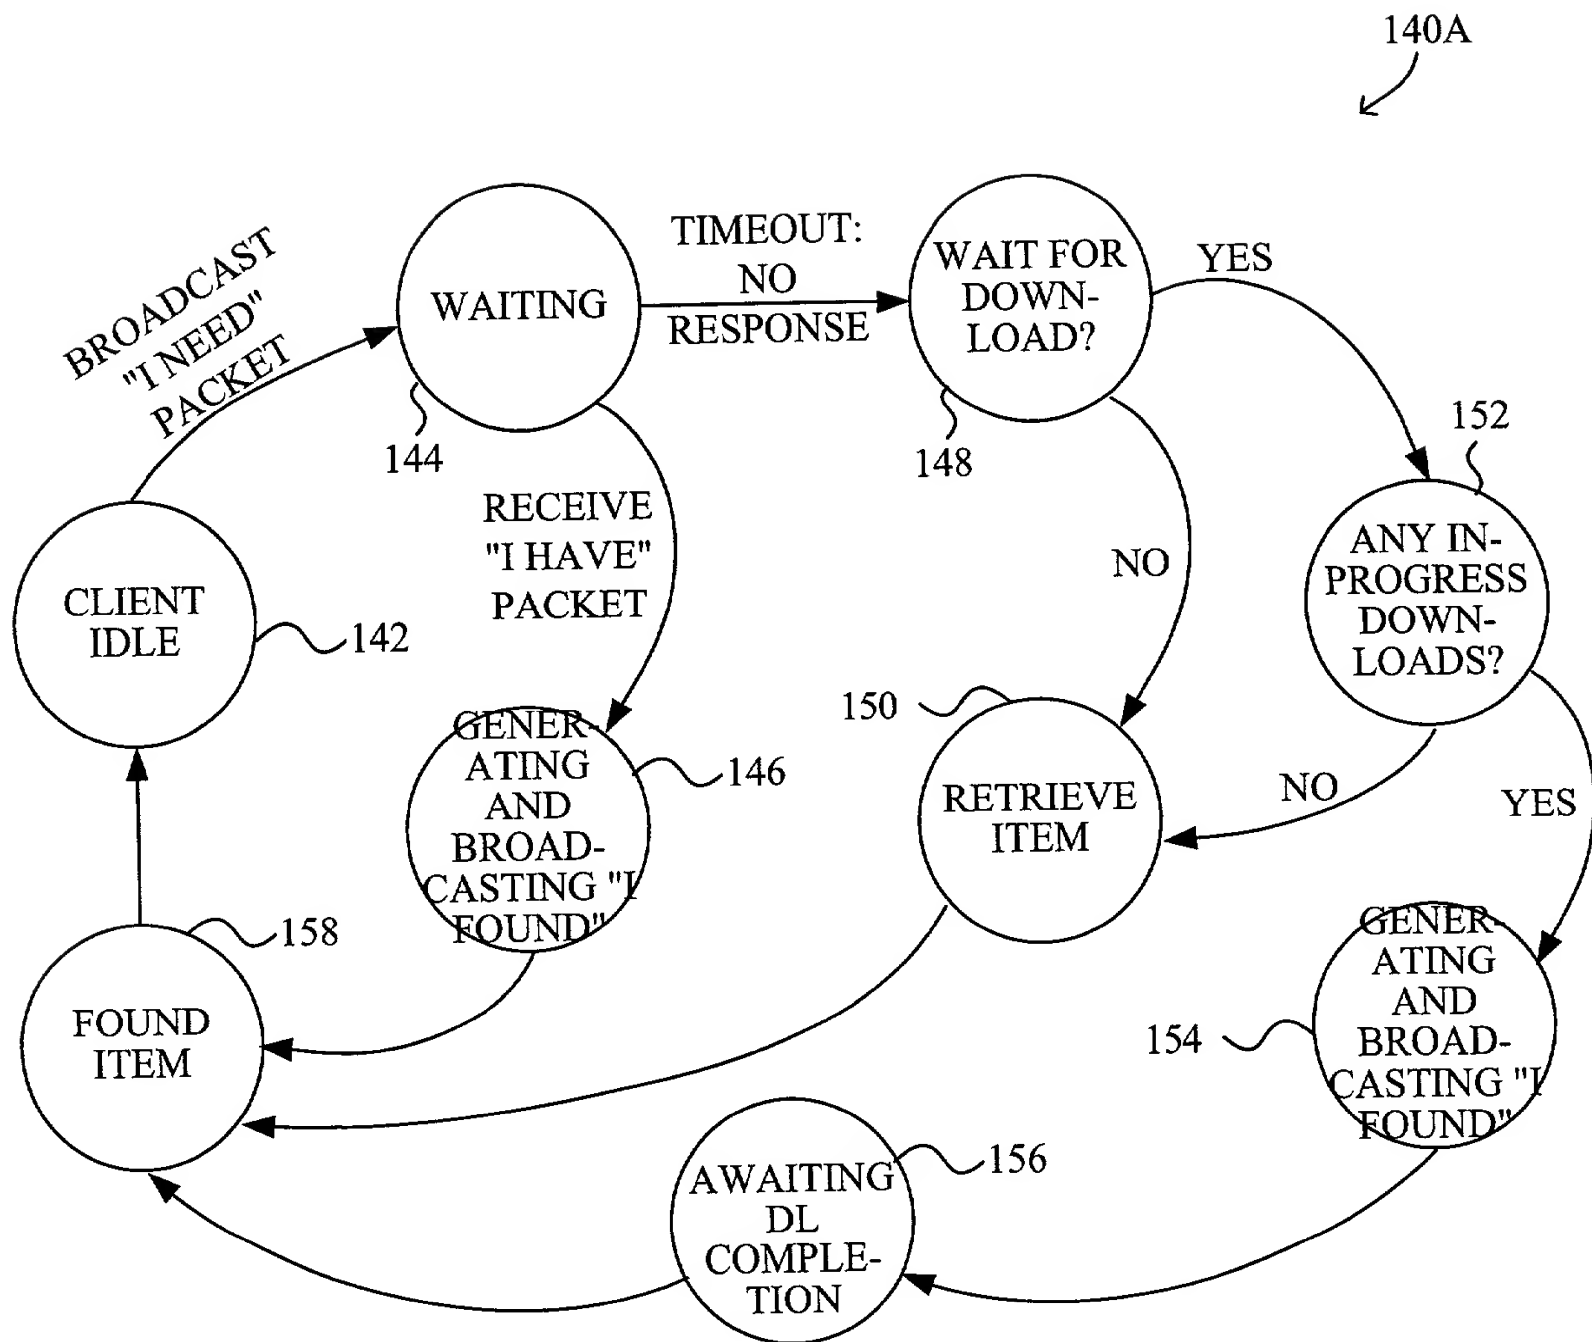 140A
BROADCAST
"I NEED"
PACKET
WAITING
144
TIMEOUT:
NO
RESPONSE
WAIT FOR
DOWN-
LOAD?
148
YES
152
ANY IN-
PROGRESS
DOWN-
LOADS?
RECEIVE
"I HAVE"
PACKET
NO
CLIENT
IDLE
142
150
RETRIEVE
ITEM
NO
YES
GENER-
ATING
AND
BROAD-
CASTING "I
FOUND"
146
158
FOUND
ITEM
GENER-
ATING
AND
BROAD-
CASTING "I
FOUND"
154
AWAITING
DL
COMPLE-
TION
156